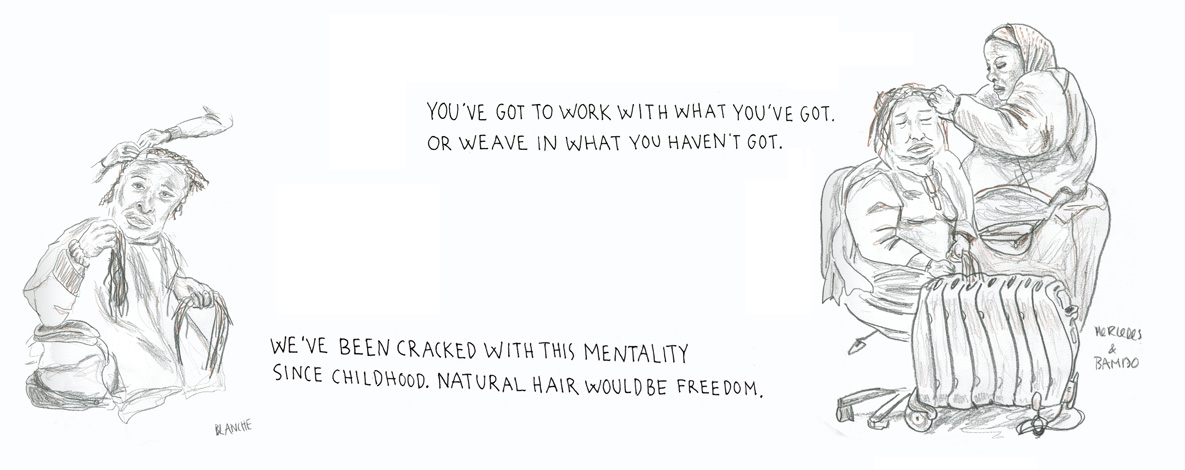 YOU'VE GOT TO WORK WITH WHAT YOU'VE GOT.
OR WEAVE IN WHAT YOU HAVEN'T GOT.
WE'VE BEEN CRACKED WITH THIS MENTALITY
SINCE CHILDHOOD. NATURAL HAIR WOULD BE FREEDOM.
BLANCHE
MERCEDES
&
BAMBO